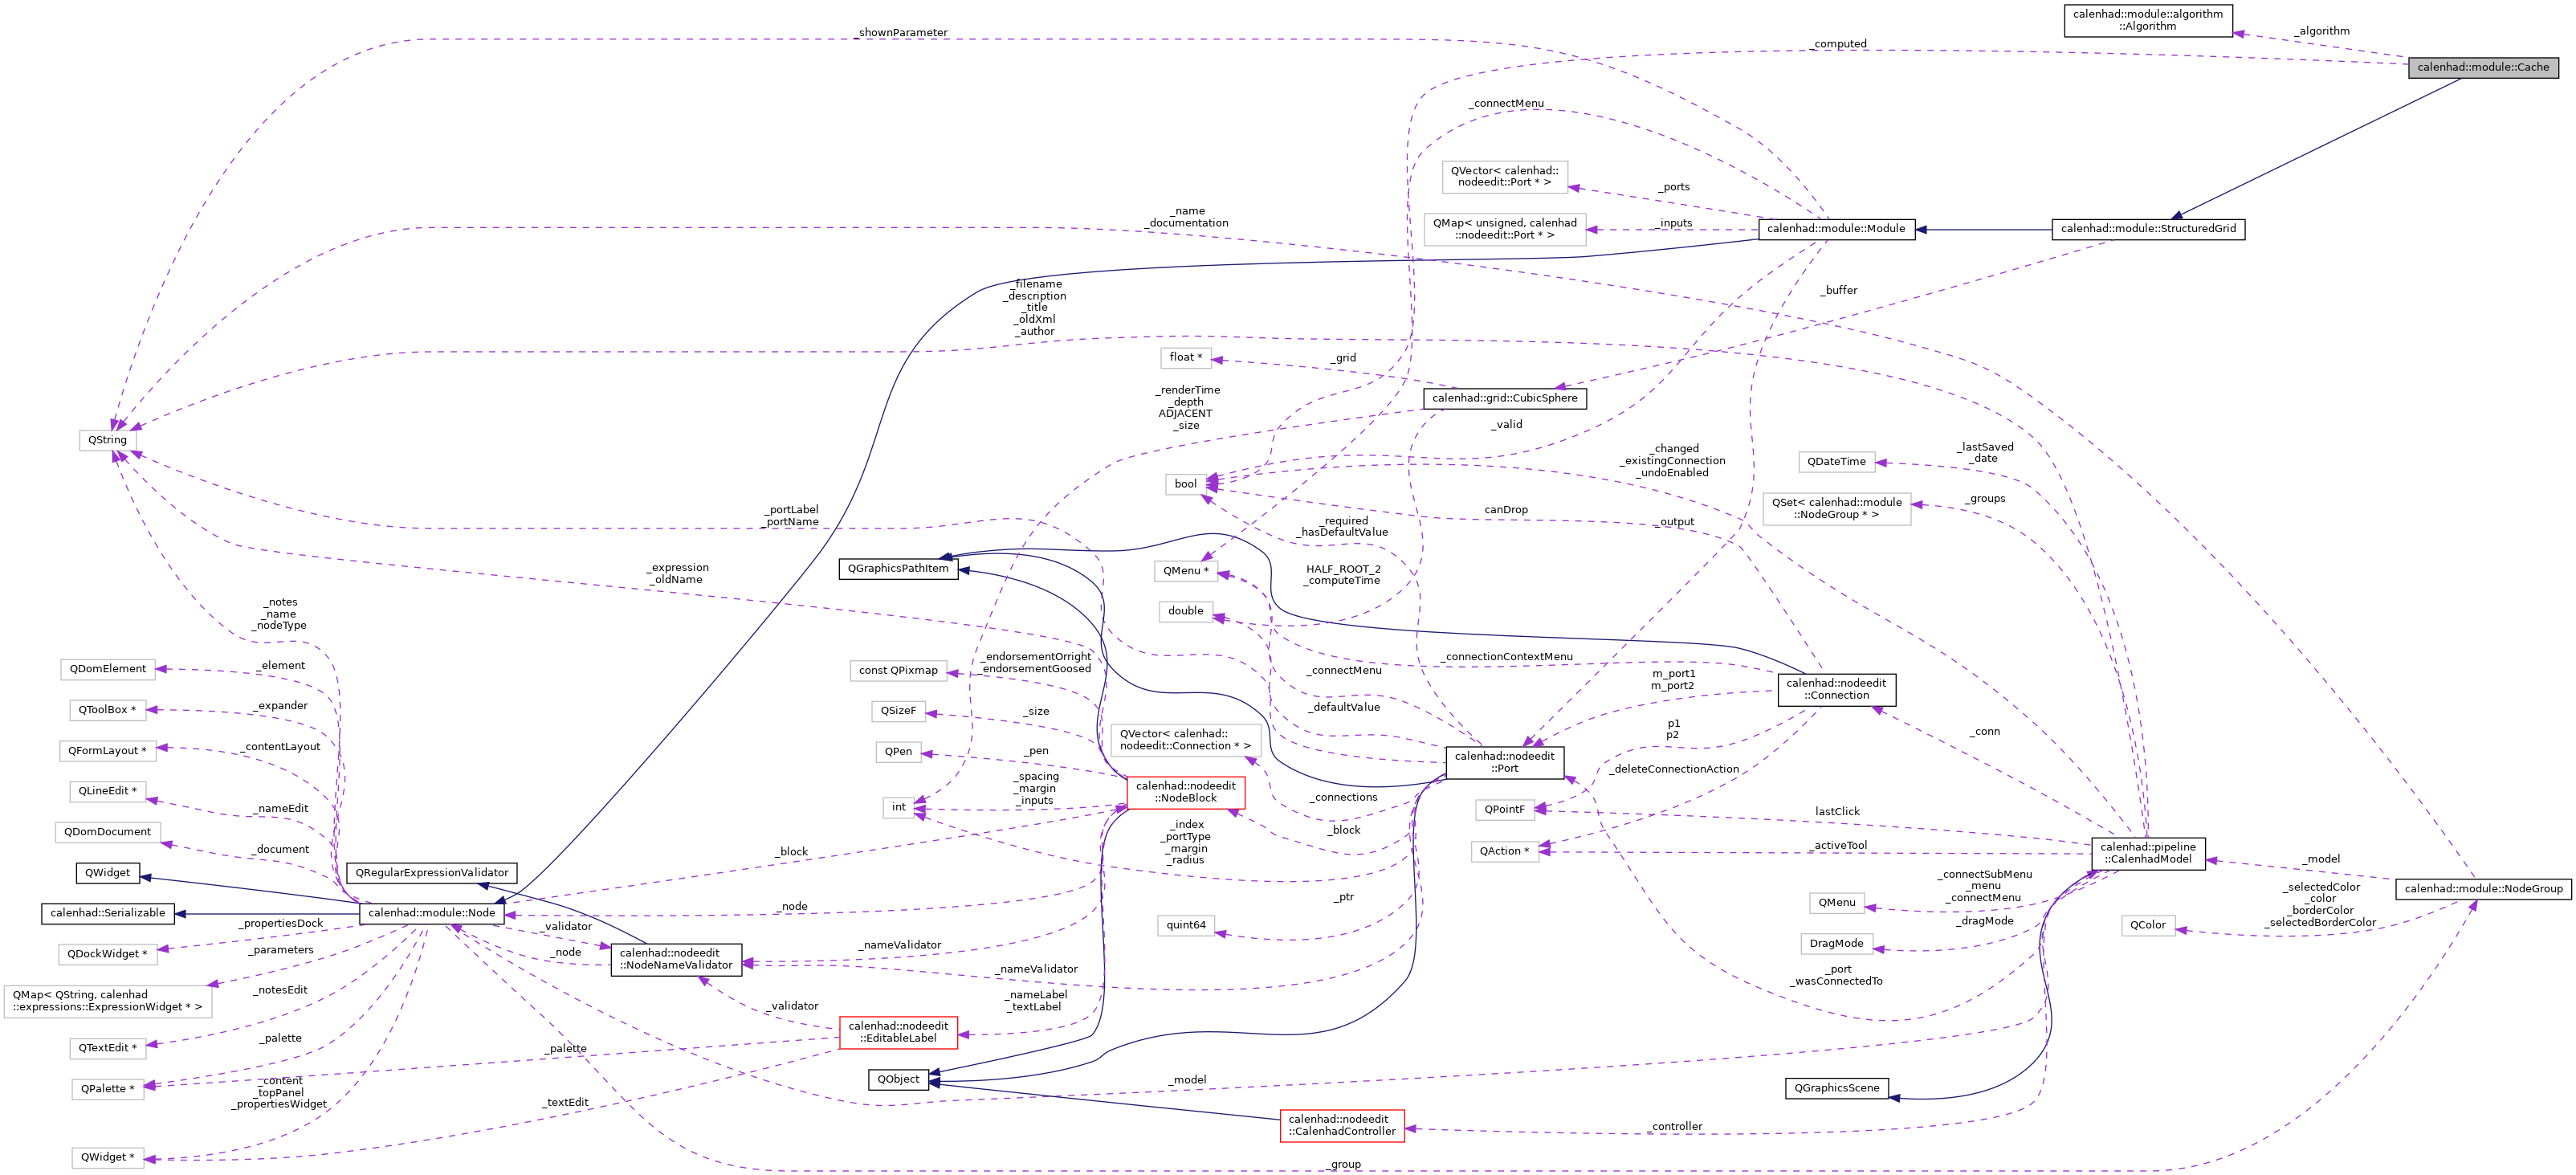 calenhad::module::algorithm
::Algorithm
_algorithm
_shownParameter
_computed
calenhad::module::Cache
_connectMenu
QVector< calenhad::
nodeedit::Port * >
_ports
_name
_documentation
QMap< unsigned, calenhad
::nodeedit::Port * >
_inputs
calenhad::module::Module
calenhad::module::StructuredGrid
_filename
_description
_title
_oldXml
_author
_buffer
float *
_grid
_renderTime
_depth
ADJACENT
_size
calenhad::grid::CubicSphere
_valid
QString
_changed
_existingConnection
_undoEnabled
_lastSaved
_date
QDateTime
bool
_groups
QSet< calenhad::module
::NodeGroup * >
_portLabel
_portName
canDrop
_required
_hasDefaultValue
_output
_expression
_oldName
QGraphicsPathItem
QMenu *
HALF_ROOT_2
_computeTime
_notes
_name
_nodeType
double
QDomElement
_element
_endorsementOrright
_endorsementGoosed
const QPixmap
_connectionContextMenu
_connectMenu
m_port1
m_port2
calenhad::nodeedit
::Connection
QToolBox *
_expander
QSizeF
_size
_defaultValue
p1
p2
_conn
QFormLayout *
_contentLayout
QPen
_pen
QVector< calenhad::
nodeedit::Connection * >
calenhad::nodeedit
::Port
_deleteConnectionAction
QLineEdit *
_nameEdit
int
_spacing
_margin
_inputs
calenhad::nodeedit
::NodeBlock
_connections
QPointF
lastClick
QDomDocument
_document
_block
_index
_portType
_margin
_radius
_block
QAction *
_activeTool
calenhad::pipeline
::CalenhadModel
_model
QWidget
QRegularExpressionValidator
_connectSubMenu
_menu
_connectMenu
QMenu
calenhad::module::NodeGroup
_selectedColor
_color
_borderColor
_selectedBorderColor
calenhad::Serializable
calenhad::module::Node
_node
_ptr
quint64
QColor
_propertiesDock
_validator
DragMode
_dragMode
QDockWidget *
_parameters
_node
calenhad::nodeedit
::NodeNameValidator
_nameValidator
_nameValidator
_port
_wasConnectedTo
QMap< QString, calenhad
::expressions::ExpressionWidget * >
_notesEdit
_validator
_nameLabel
_textLabel
calenhad::nodeedit
::EditableLabel
QTextEdit *
_palette
_palette
QPalette *
_content
_topPanel
_propertiesWidget
QObject
_model
QGraphicsScene
_textEdit
calenhad::nodeedit
::CalenhadController
_controller
QWidget *
_group